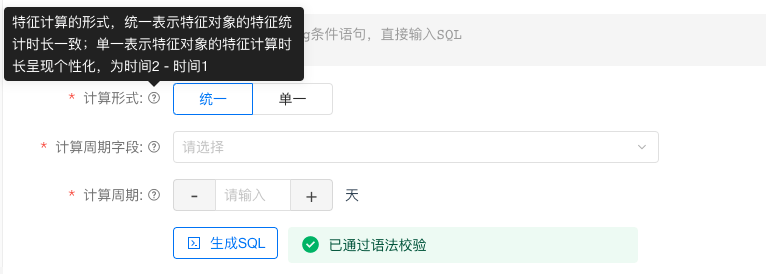 特征计算的形式，统一表示特征对象的特征统
计时长一致；单一表示特征对象的特征计算时
长呈现个性化，为时间2 - 时间1
g条件语句，直接输入SQL
* 计算形式: 统一 单一
* 计算周期字段: 请选择
* 计算周期: - 请输入 + 天
生成SQL 已通过语法校验